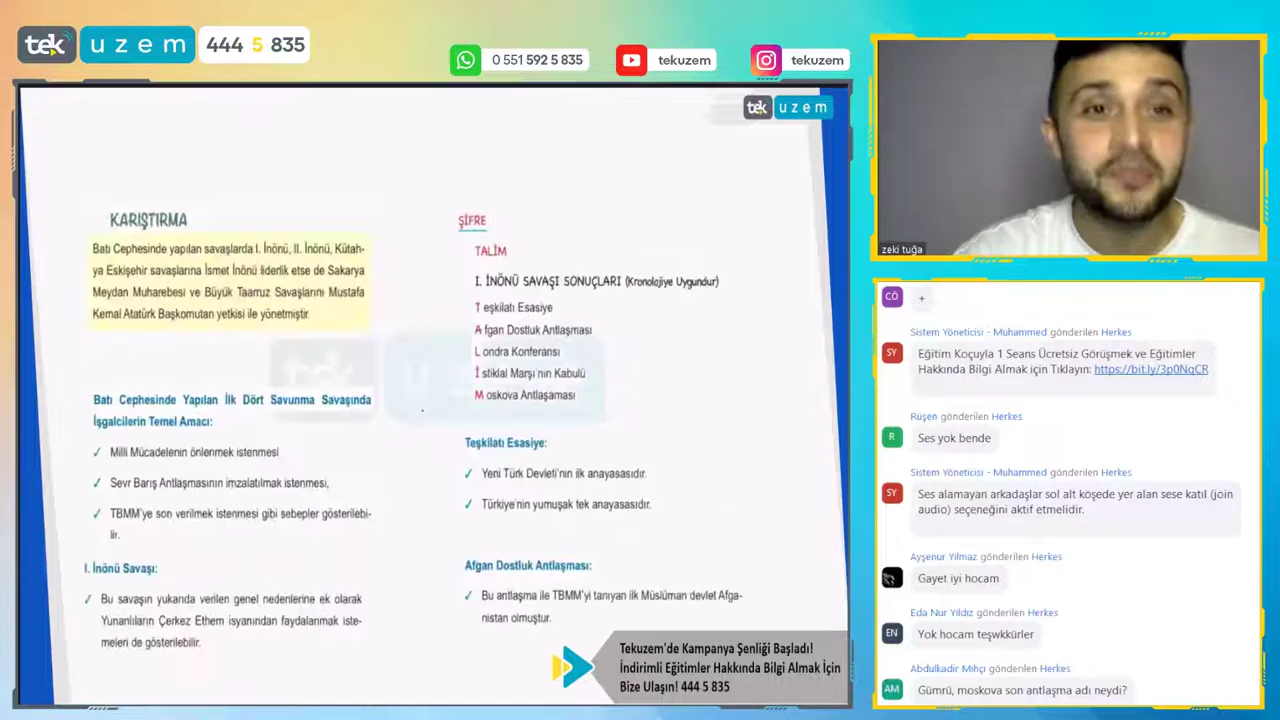 tek uzem 444 5 835
0 551 592 5 835
tekuzem
tekuzem
tek uzem
KARIŞTIRMA
Batı Cephesinde yapılan savaşlarda I. İnönü, II. İnönü, Kütah-
ya Eskişehir savaşlarına İsmet İnönü liderlik etse de Sakarya
Meydan Muharebesi ve Büyük Taarruz Savaşlarını Mustafa
Kemal Atatürk Başkomutan yetkisi ile yönetmiştir.
Batı Cephesinde Yapılan İlk Dört Savunma Savaşında
İşgalcilerin Temel Amacı:
✓ Milli Mücadelenin önlenmek istenmesi
✓ Sevr Barış Antlaşmasının imzalatılmak istenmesi,
✓ TBMM'ye son verilmek istenmesi gibi sebepler gösterilebi-
lir.
I. İnönü Savaşı:
✓ Bu savaşın yukarıda verilen genel nedenlerine ek olarak
Yunanlıların Çerkez Ethem isyanından faydalanmak iste-
meleri de gösterilebilir.
ŞİFRE
TALİM
I. İNÖNÜ SAVAŞI SONUÇLARI (Kronolojiye Uygundur)
T eşkilatı Esasiye
A fgan Dostluk Antlaşması
L ondra Konferansı
İ stiklal Marşı'nın Kabulü
M oskova Antlaşaması
Teşkilatı Esasiye:
✓ Yeni Türk Devleti'nin ilk anayasasıdır.
✓ Türkiye'nin yumuşak tek anayasasıdır.
Afgan Dostluk Antlaşması:
✓ Bu antlaşma ile TBMM'yi tanıyan ilk Müslüman devlet Afga-
nistan olmuştur.
Tekuzem'de Kampanya Şenliği Başladı!
İndirimli Eğitimler Hakkında Bilgi Almak İçin
Bize Ulaşın! 444 5 835
zeki tuğa
CÖ +
Sistem Yöneticisi - Muhammed gönderilen Herkes
SY Eğitim Koçuyla 1 Seans Ücretsiz Görüşmek ve Eğitimler
Hakkında Bilgi Almak için Tıklayın: https://bit.ly/3p0NqCR
Rüşen gönderilen Herkes
R Ses yok bende
Sistem Yöneticisi - Muhammed gönderilen Herkes
SY Ses alamayan arkadaşlar sol alt köşede yer alan sese katıl (join
audio) seçeneğini aktif etmelidir.
Ayşenur Yılmaz gönderilen Herkes
Gayet iyi hocam
Eda Nur Yıldız gönderilen Herkes
EN Yok hocam teşwkkürler
Abdulkadir Mıhçı gönderilen Herkes
AM Gümrü, moskova son antlaşma adı neydi?